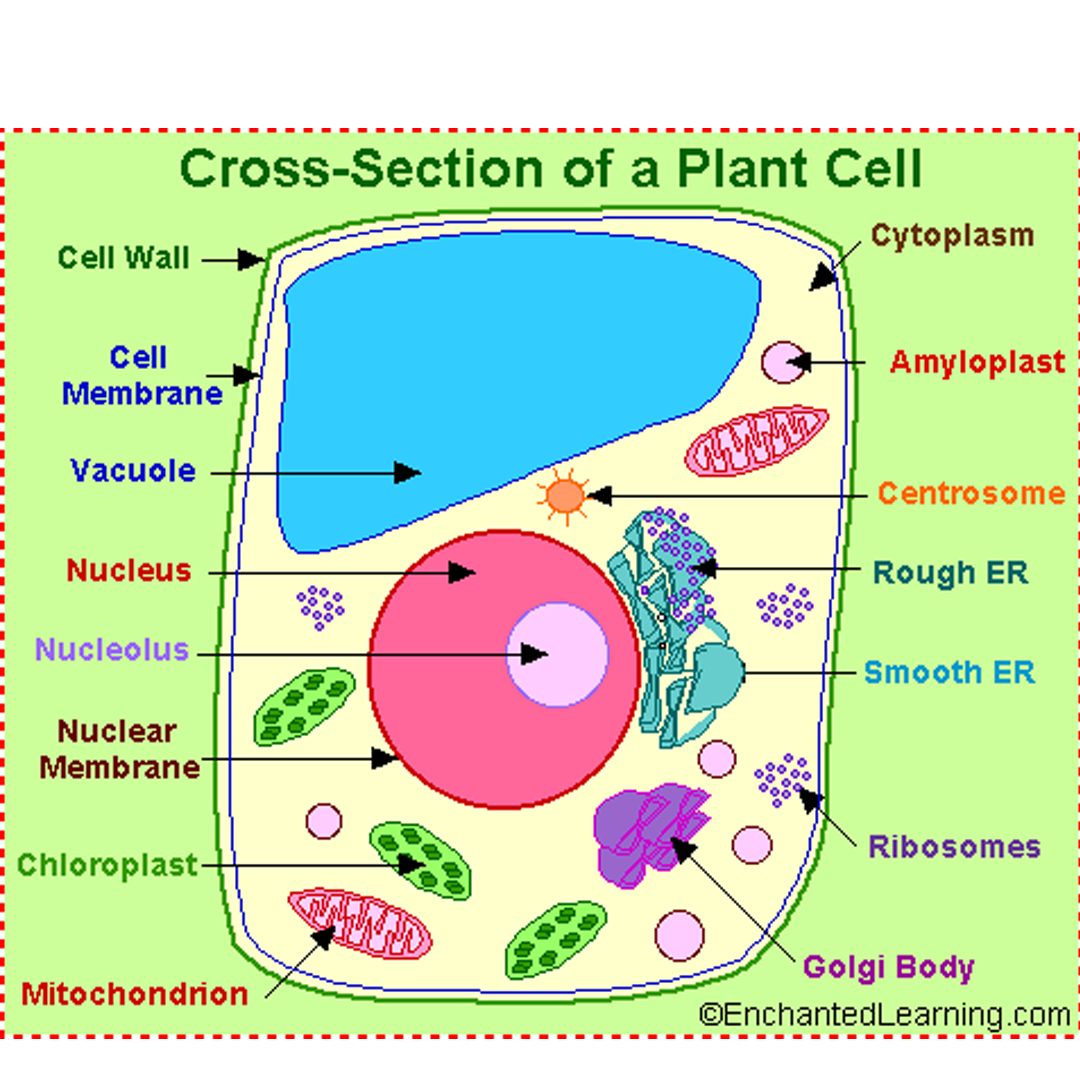 Cross-Section of a Plant Cell
Cell Wall
Cytoplasm
Cell
Membrane
Amyloplast
Vacuole
Centrosome
Nucleus
Rough ER
Nucleolus
Smooth ER
Nuclear
Membrane
Ribosomes
Chloroplast
Golgi Body
Mitochondrion
©EnchantedLearning.com